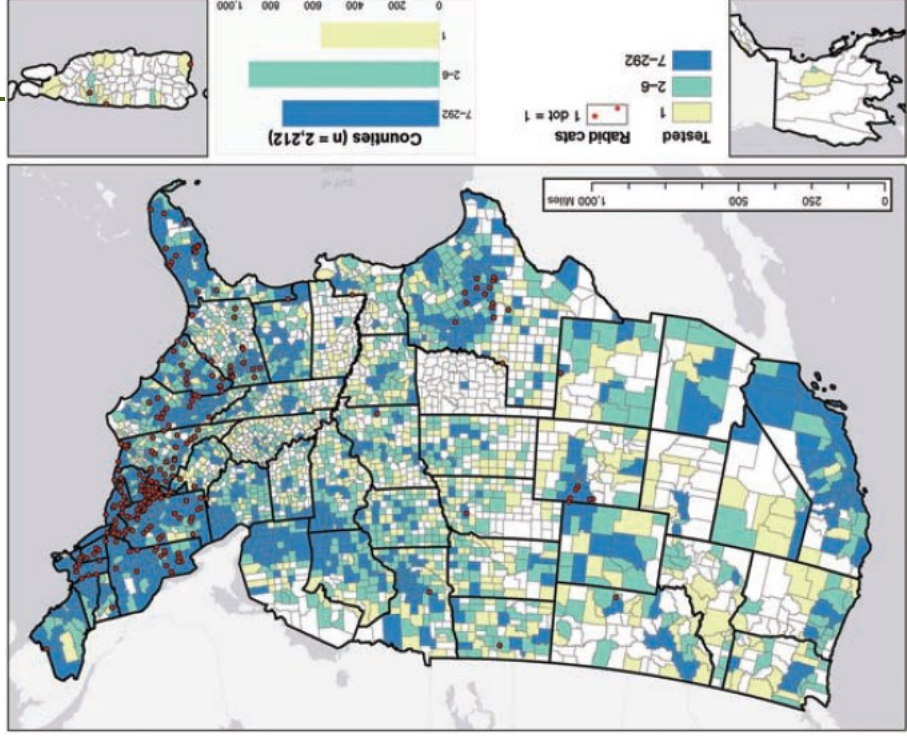 0 250 500 1,000 Miles
Tested
1
2–6
7–292
Rabid cats
1 dot = 1
Counties (n = 2,212)
7–292
2–6
1
0 200 400 600 800 1,000